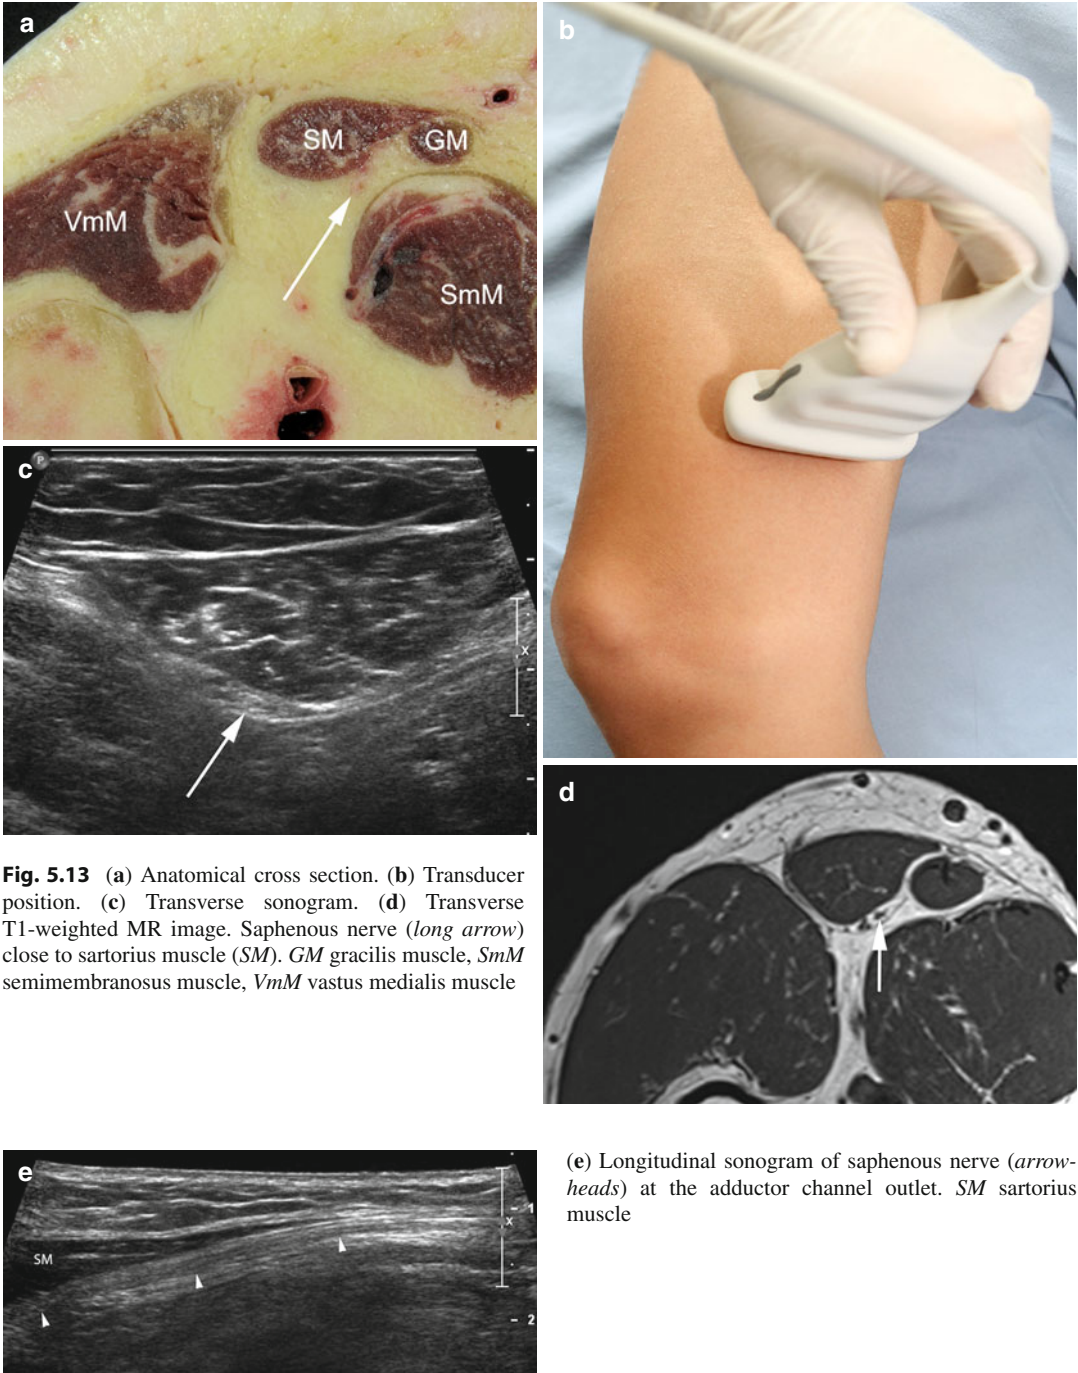 a
SM
GM
VmM
SmM
b
c
P
x
d
Fig. 5.13 (a) Anatomical cross section. (b) Transducer
position. (c) Transverse sonogram. (d) Transverse
T1-weighted MR image. Saphenous nerve (long arrow)
close to sartorius muscle (SM). GM gracilis muscle, SmM
semimembranosus muscle, VmM vastus medialis muscle
e
1
x
SM
2
(e) Longitudinal sonogram of saphenous nerve (arrow-
heads) at the adductor channel outlet. SM sartorius
muscle